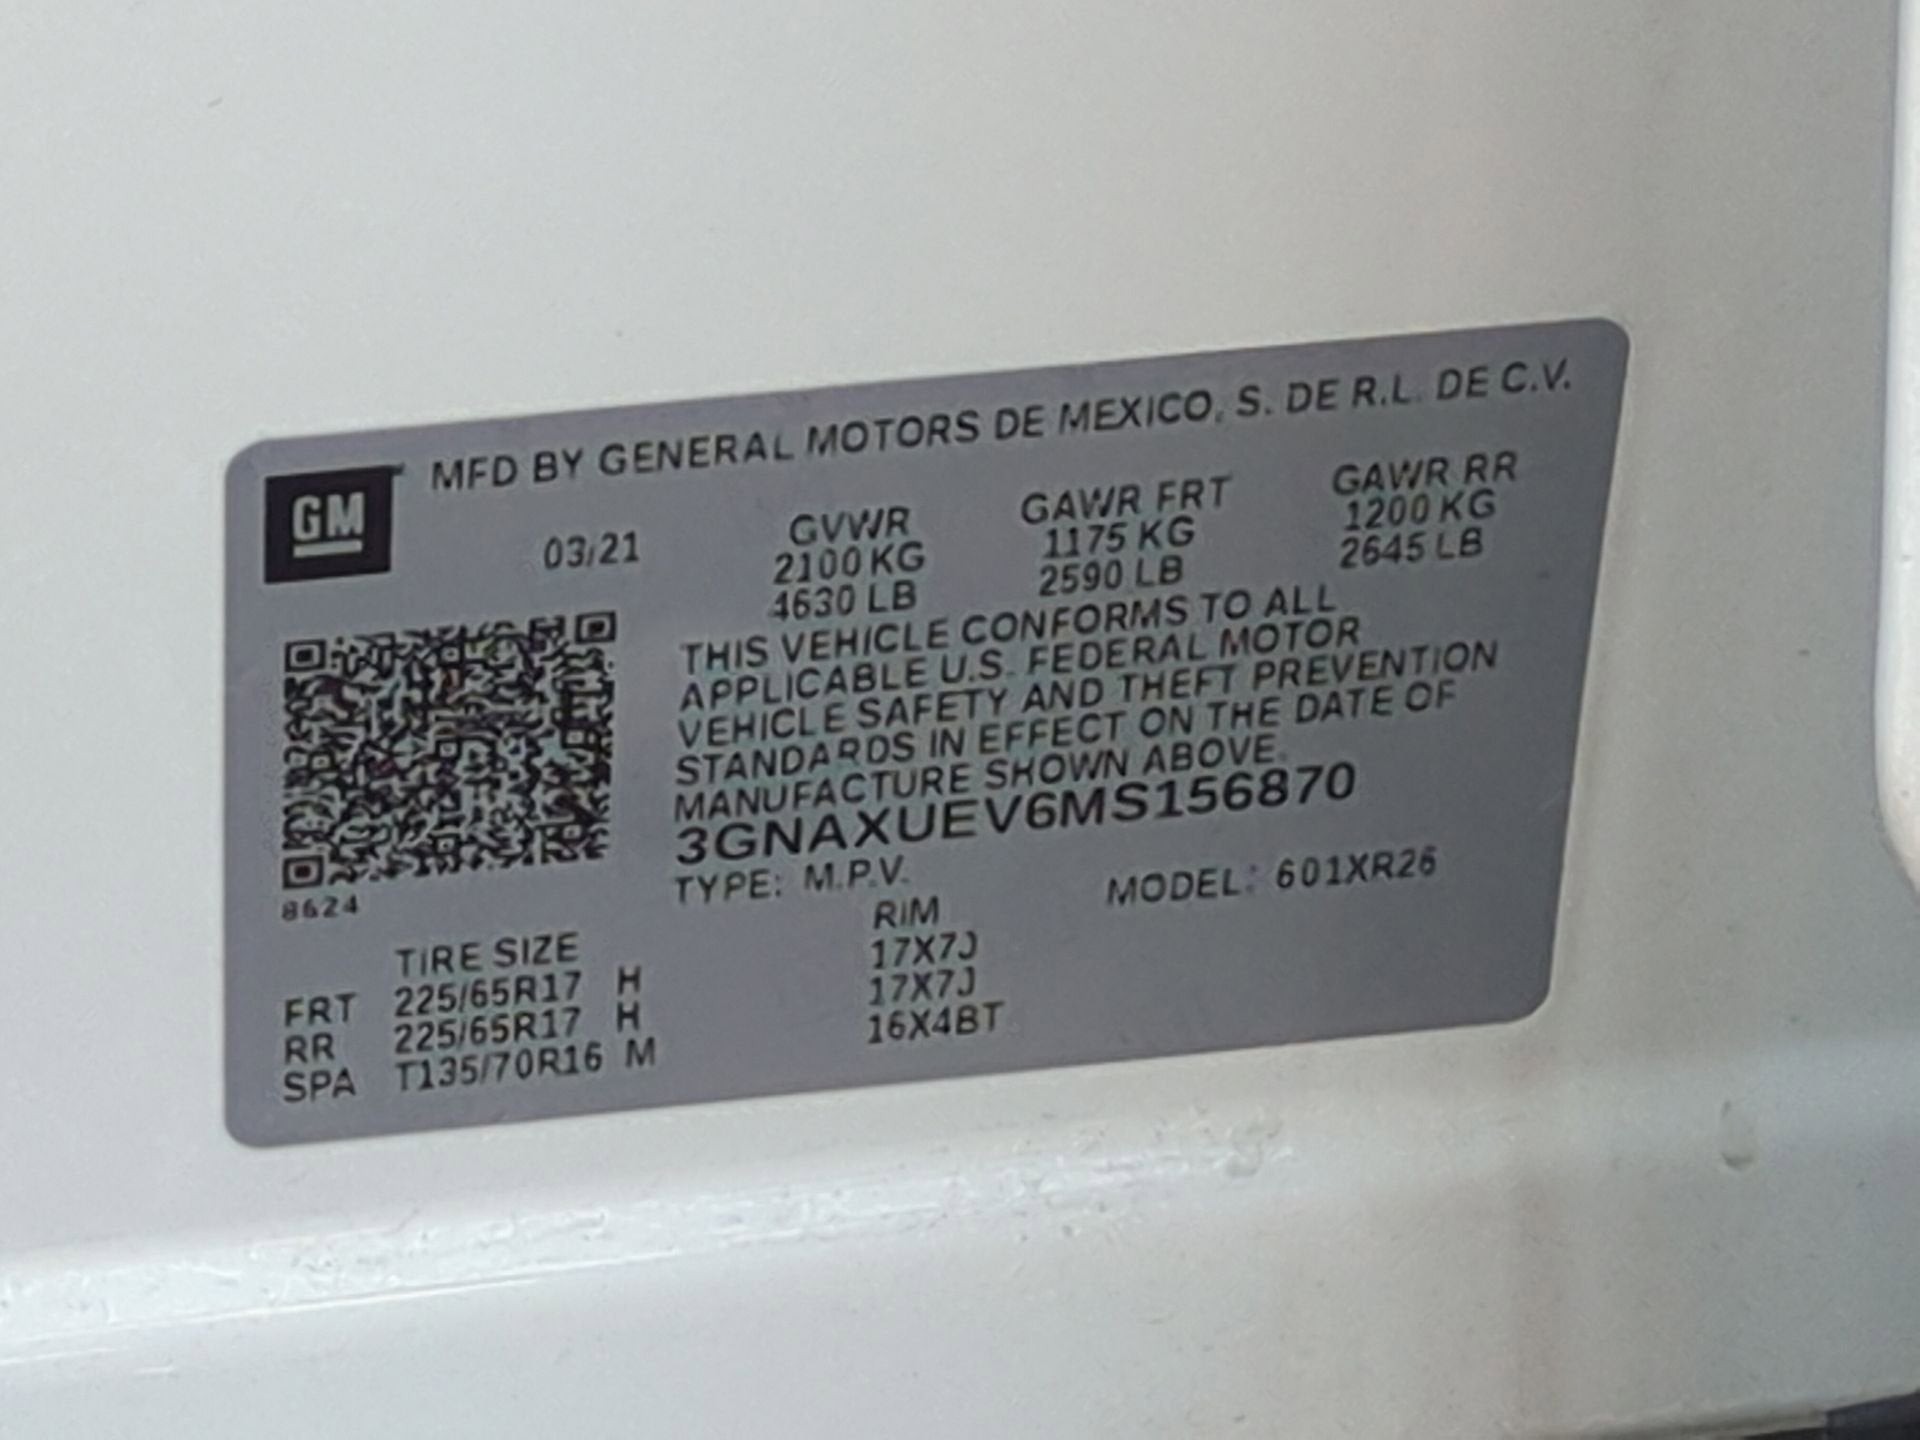 MFD BY GENERAL MOTORS DE MEXICO, S. DE R.L. DE C.V.
GM
03/21
GVWR
2100 KG
4630 LB
GAWR FRT
1175 KG
2590 LB
GAWR RR
1200 KG
2645 LB
THIS VEHICLE CONFORMS TO ALL
APPLICABLE U.S. FEDERAL MOTOR
VEHICLE SAFETY AND THEFT PREVENTION
STANDARDS IN EFFECT ON THE DATE OF
MANUFACTURE SHOWN ABOVE.
3GNAXUEV6MS156870
TYPE: M.P.V. MODEL: 601XR26
8624
TIRE SIZE RIM
FRT 225/65R17 H 17X7J
RR 225/65R17 H 17X7J
SPA T135/70R16 M 16X4BT